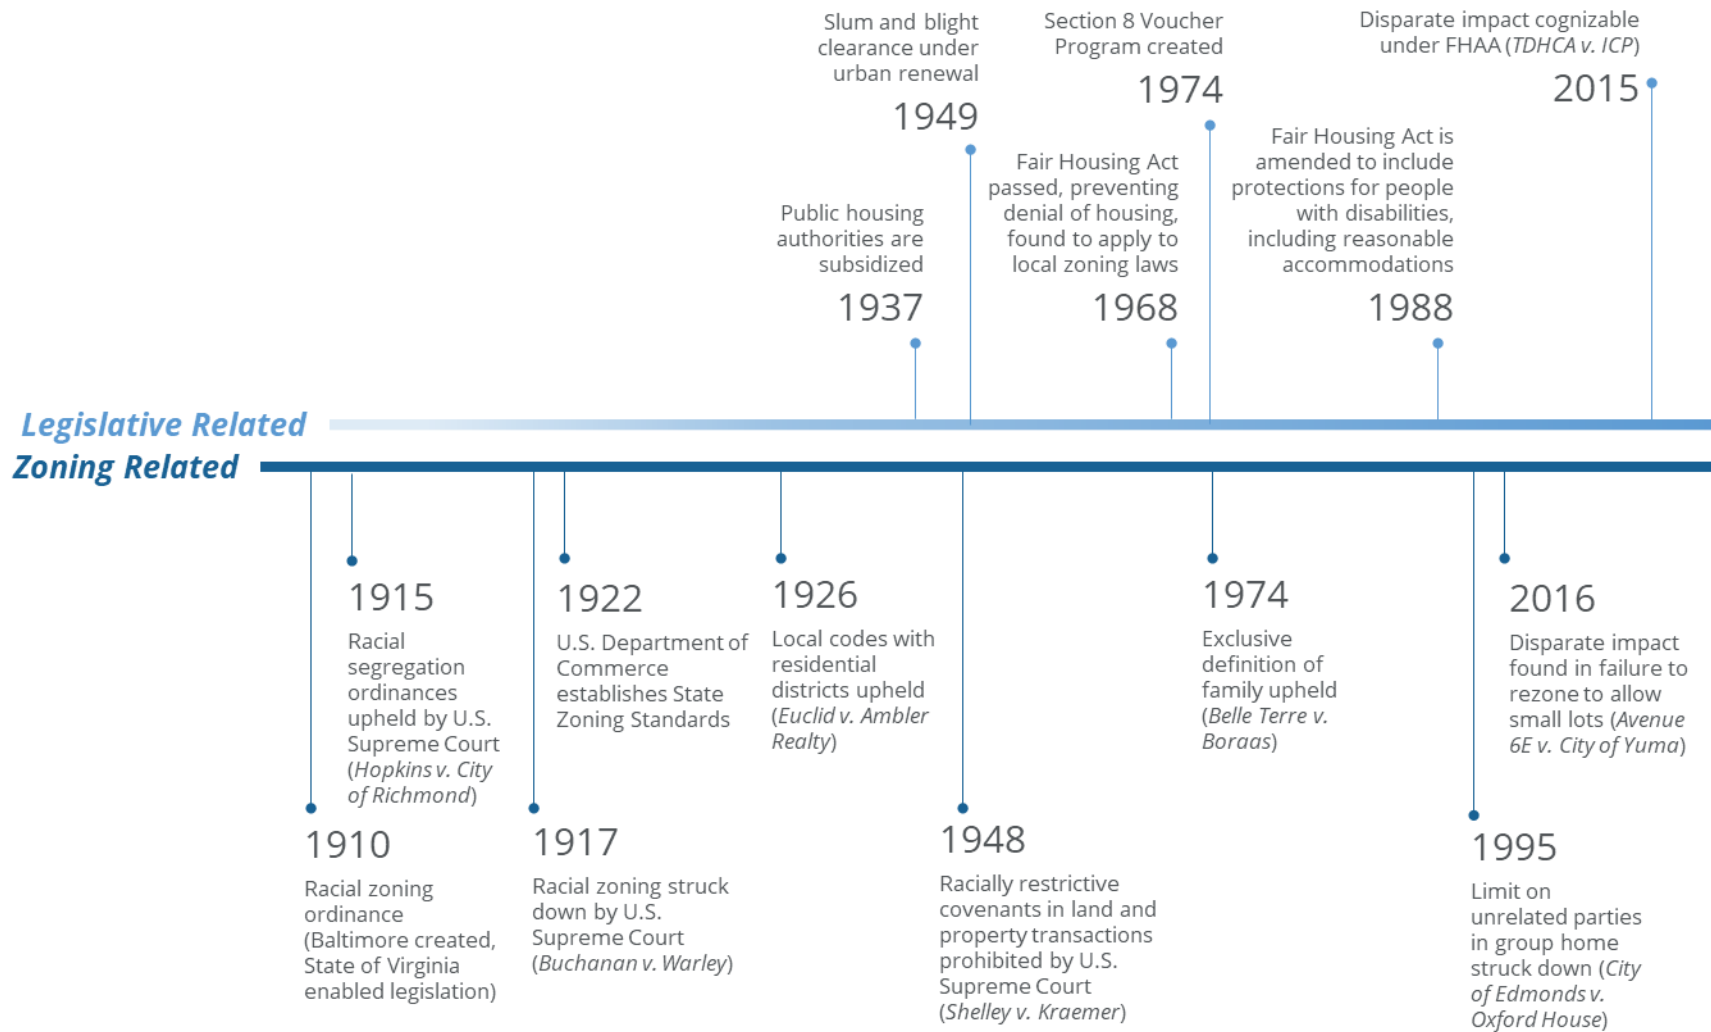 Slum and blight
clearance under
urban renewal
1949
Section 8 Voucher
Program created
1974
Disparate impact cognizable
under FHAA (TDHCA v. ICP)
2015
Public housing
authorities are
subsidized
1937
Fair Housing Act
passed, preventing
denial of housing,
found to apply to
local zoning laws
1968
Fair Housing Act is
amended to include
protections for people
with disabilities,
including reasonable
accommodations
1988
Legislative Related
Zoning Related
1915
Racial
segregation
ordinances
upheld by U.S.
Supreme Court
(Hopkins v. City
of Richmond)
1922
U.S. Department of
Commerce
establishes State
Zoning Standards
1926
Local codes with
residential
districts upheld
(Euclid v. Ambler
Realty)
1974
Exclusive
definition of
family upheld
(Belle Terre v.
Boraas)
2016
Disparate impact
found in failure to
rezone to allow
small lots (Avenue
6E v. City of Yuma)
1910
Racial zoning
ordinance
(Baltimore created,
State of Virginia
enabled legislation)
1917
Racial zoning struck
down by U.S.
Supreme Court
(Buchanan v. Warley)
1948
Racially restrictive
covenants in land and
property transactions
prohibited by U.S.
Supreme Court
(Shelley v. Kraemer)
1995
Limit on
unrelated parties
in group home
struck down (City
of Edmonds v.
Oxford House)